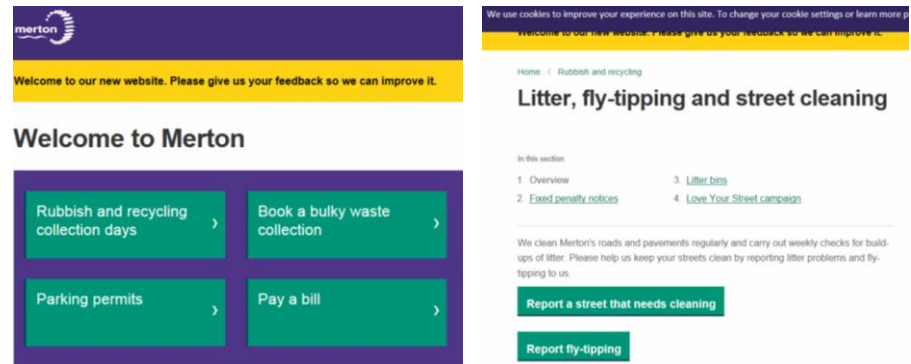 merton
Welcome to our new website. Please give us your feedback so we can improve it.
Welcome to Merton
Rubbish and recycling
collection days
Book a bulky waste
collection
Parking permits
Pay a bill
We use cookies to improve your experience on this site. To change your cookie settings or learn more
Welcome to our new website. Please give us your feedback so we can improve it.
Home < Rubbish and recycling
Litter, fly-tipping and street cleaning
In this section
1. Overview
2. Fixed penalty notices
3. Litter bins
4. Love Your Street campaign
We clean Merton's roads and pavements regularly and carry out weekly checks for build-
ups of litter. Please help us keep your streets clean by reporting litter problems and fly-
tipping to us.
Report a street that needs cleaning
Report fly-tipping